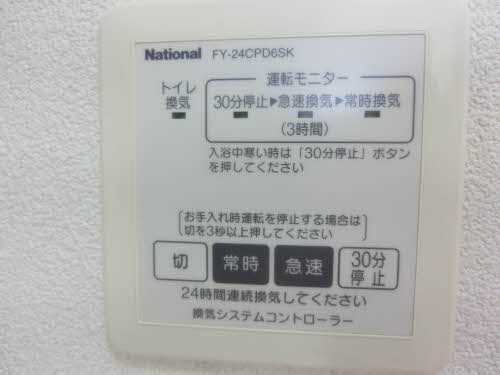 National FY-24CPD6SK
運転モニター
トイレ
換気
30分停止▶急速換気▶常時換気
(3時間)
入浴中寒い時は「30分停止」ボタン
を押してください
お手入れ時運転を停止する場合は
切を3秒以上押してください
切 常時 急速 30分
停止
24時間連続換気してください
換気システムコントローラー